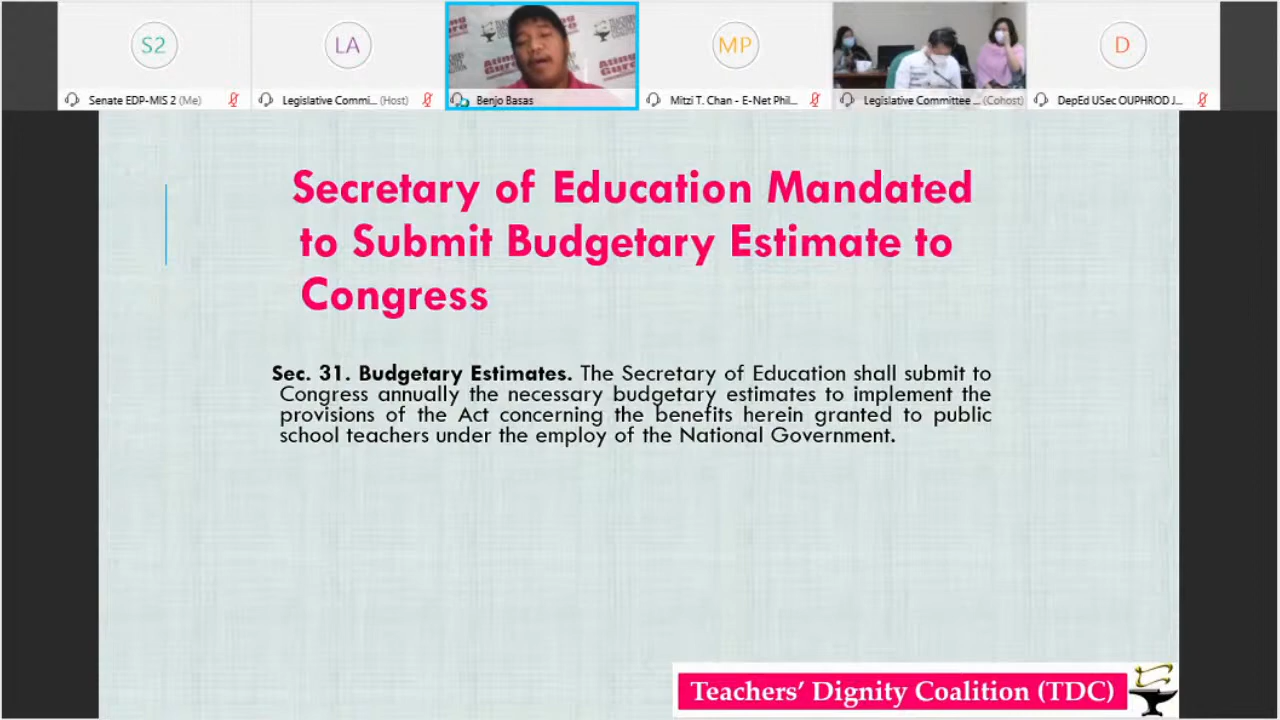 S2
LA
MP
D
Senate EDP-MIS 2 (Me)
Legislative Commi... (Host)
Benjo Basas
Mitzi T. Chan - E-Net Phil...
Legislative Committee ... (Cohost)
DepEd USec OUPHROD J...
Secretary of Education Mandated
to Submit Budgetary Estimate to
Congress
Sec. 31. Budgetary Estimates. The Secretary of Education shall submit to
Congress annually the necessary budgetary estimates to implement the
provisions of the Act concerning the benefits herein granted to public
school teachers under the employ of the National Government.
Teachers' Dignity Coalition (TDC)